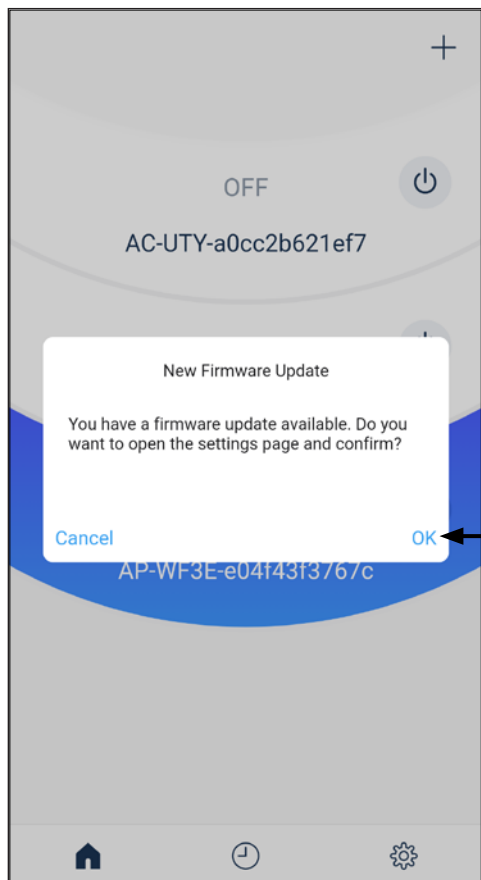 OFF
AC-UTY-a0cc2b621ef7
New Firmware Update
You have a firmware update available. Do you
want to open the settings page and confirm?
Cancel
OK
AP-WF3E-e04f43f3767c